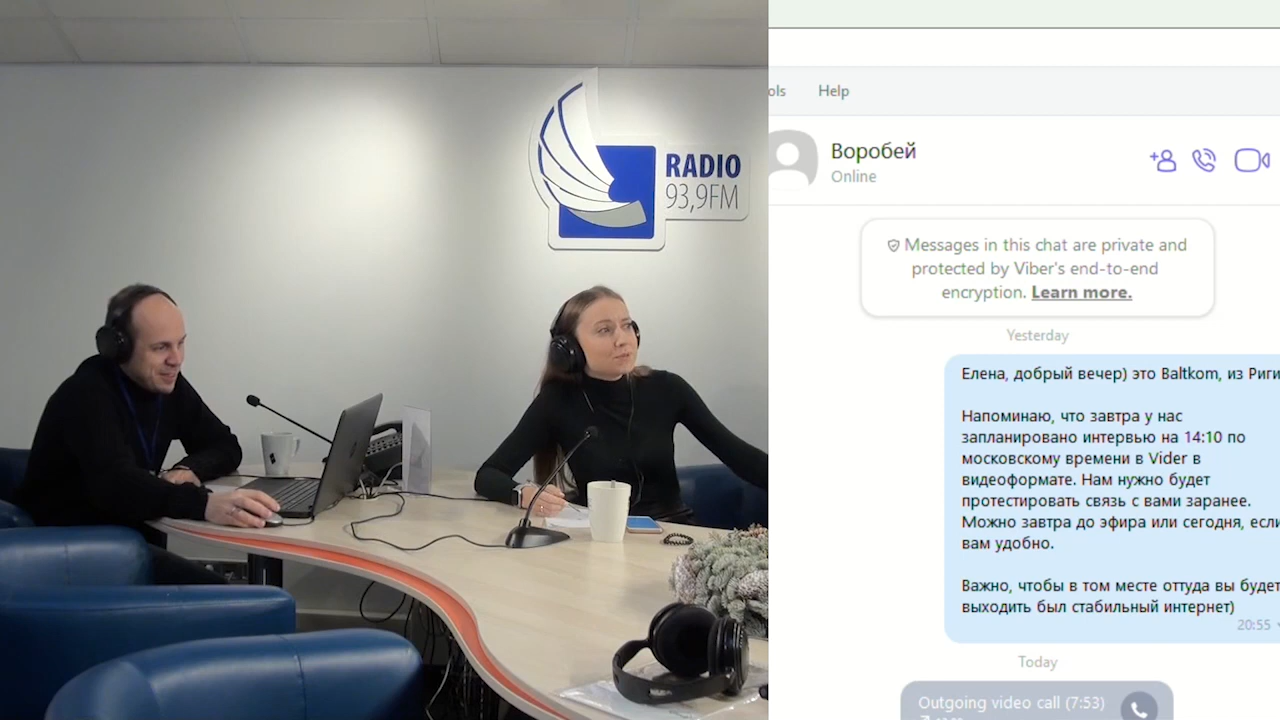 RADIO
93,9FM
ols Help
Воробей
Online
Messages in this chat are private and
protected by Viber's end-to-end
encryption. Learn more.
Yesterday
Елена, добрый вечер) это Baltkom, из Риги
Напоминаю, что завтра у нас
запланировано интервью на 14:10 по
московскому времени в Vider в
видеоформате. Нам нужно будет
протестировать связь с вами заранее.
Можно завтра до эфира или сегодня, если
вам удобно.
Важно, чтобы в том месте оттуда вы будет
выходить был стабильный интернет)
20:55
Today
Outgoing video call (7:53)